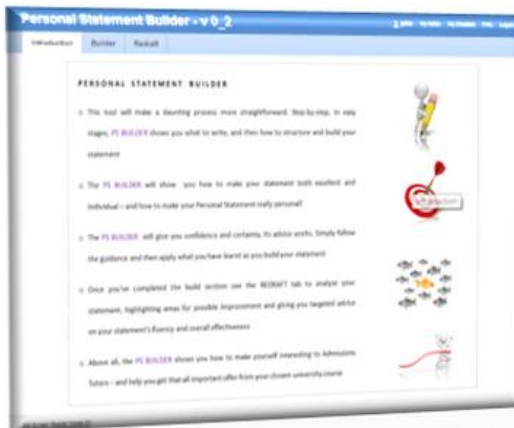 Personal Statement Builder - v 0_2
Introduction Builder Redraft
PERSONAL STATEMENT BUILDER
This tool will make a daunting process more straightforward. Step-by-step, in easy
stages, PS BUILDER shows you what to write, and then how to structure and build your
statement
The PS BUILDER will show you how to make your statement both excellent and
individual – and how to make your Personal Statement really personal!
The PS BUILDER will give you confidence and certainty. Its advice works. Simply follow
the guidance and then apply what you have learnt as you build your statement
Once you've completed the build section use the REDRAFT tab to analyse your
statement, highlighting areas for possible improvement and giving you targeted advice
on your statement's fluency and overall effectiveness
Above all, the PS BUILDER shows you how to make yourself interesting to Admissions
Tutors – and help you get that all important offer from your chosen university course